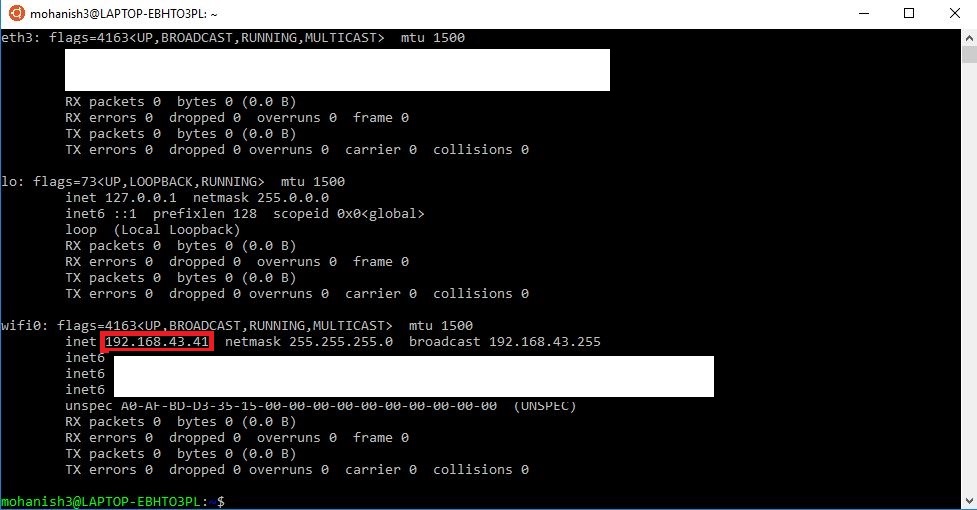 mohanish3@LAPTOP-EBHTO3PL: ~
eth3: flags=4163<UP,BROADCAST,RUNNING,MULTICAST>  mtu 1500
RX packets 0  bytes 0 (0.0 B)
RX errors 0  dropped 0  overruns 0  frame 0
TX packets 0  bytes 0 (0.0 B)
TX errors 0  dropped 0 overruns 0  carrier 0  collisions 0
lo: flags=73<UP,LOOPBACK,RUNNING>  mtu 1500
inet 127.0.0.1  netmask 255.0.0.0
inet6 ::1  prefixlen 128  scopeid 0x0<global>
loop  (Local Loopback)
RX packets 0  bytes 0 (0.0 B)
RX errors 0  dropped 0  overruns 0  frame 0
TX packets 0  bytes 0 (0.0 B)
TX errors 0  dropped 0 overruns 0  carrier 0  collisions 0
wifi0: flags=4163<UP,BROADCAST,RUNNING,MULTICAST>  mtu 1500
inet 192.168.43.41  netmask 255.255.255.0  broadcast 192.168.43.255
inet6
inet6
inet6
unspec A0-AF-BD-D3-35-15-00-00-00-00-00-00-00-00-00-00  (UNSPEC)
RX packets 0  bytes 0 (0.0 B)
RX errors 0  dropped 0  overruns 0  frame 0
TX packets 0  bytes 0 (0.0 B)
TX errors 0  dropped 0 overruns 0  carrier 0  collisions 0
mohanish3@LAPTOP-EBHTO3PL:~$